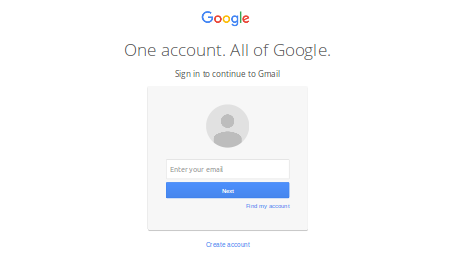 Google
One account. All of Google.
Sign in to continue to Gmail
Enter your email
Next
Find my account
Create account